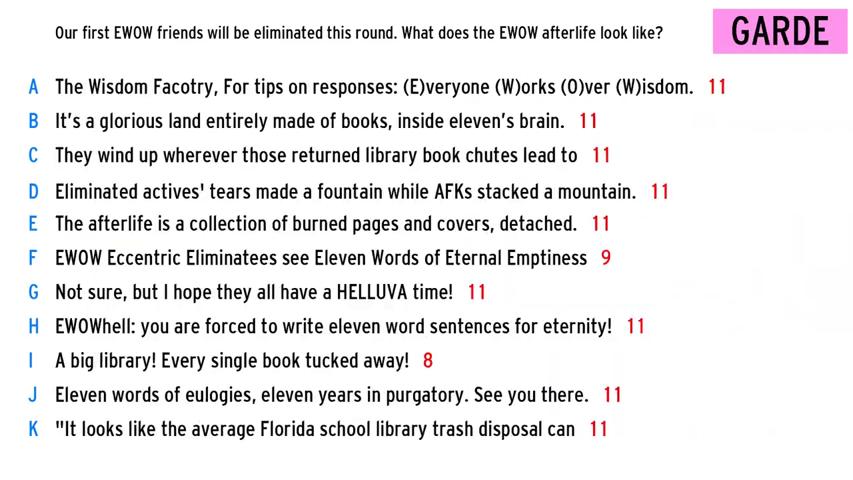 Our first EWOW friends will be eliminated this round. What does the EWOW afterlife look like?
GARDE
A The Wisdom Facotry, For tips on responses: (E)veryone (W)orks (O)ver (W)isdom. 11
B It's a glorious land entirely made of books, inside eleven's brain. 11
C They wind up wherever those returned library book chutes lead to 11
D Eliminated actives' tears made a fountain while AFKs stacked a mountain. 11
E The afterlife is a collection of burned pages and covers, detached. 11
F EWOW Eccentric Eliminatees see Eleven Words of Eternal Emptiness 9
G Not sure, but I hope they all have a HELLUVA time! 11
H EWOWhell: you are forced to write eleven word sentences for eternity! 11
I A big library! Every single book tucked away! 8
J Eleven words of eulogies, eleven years in purgatory. See you there. 11
K "It looks like the average Florida school library trash disposal can 11